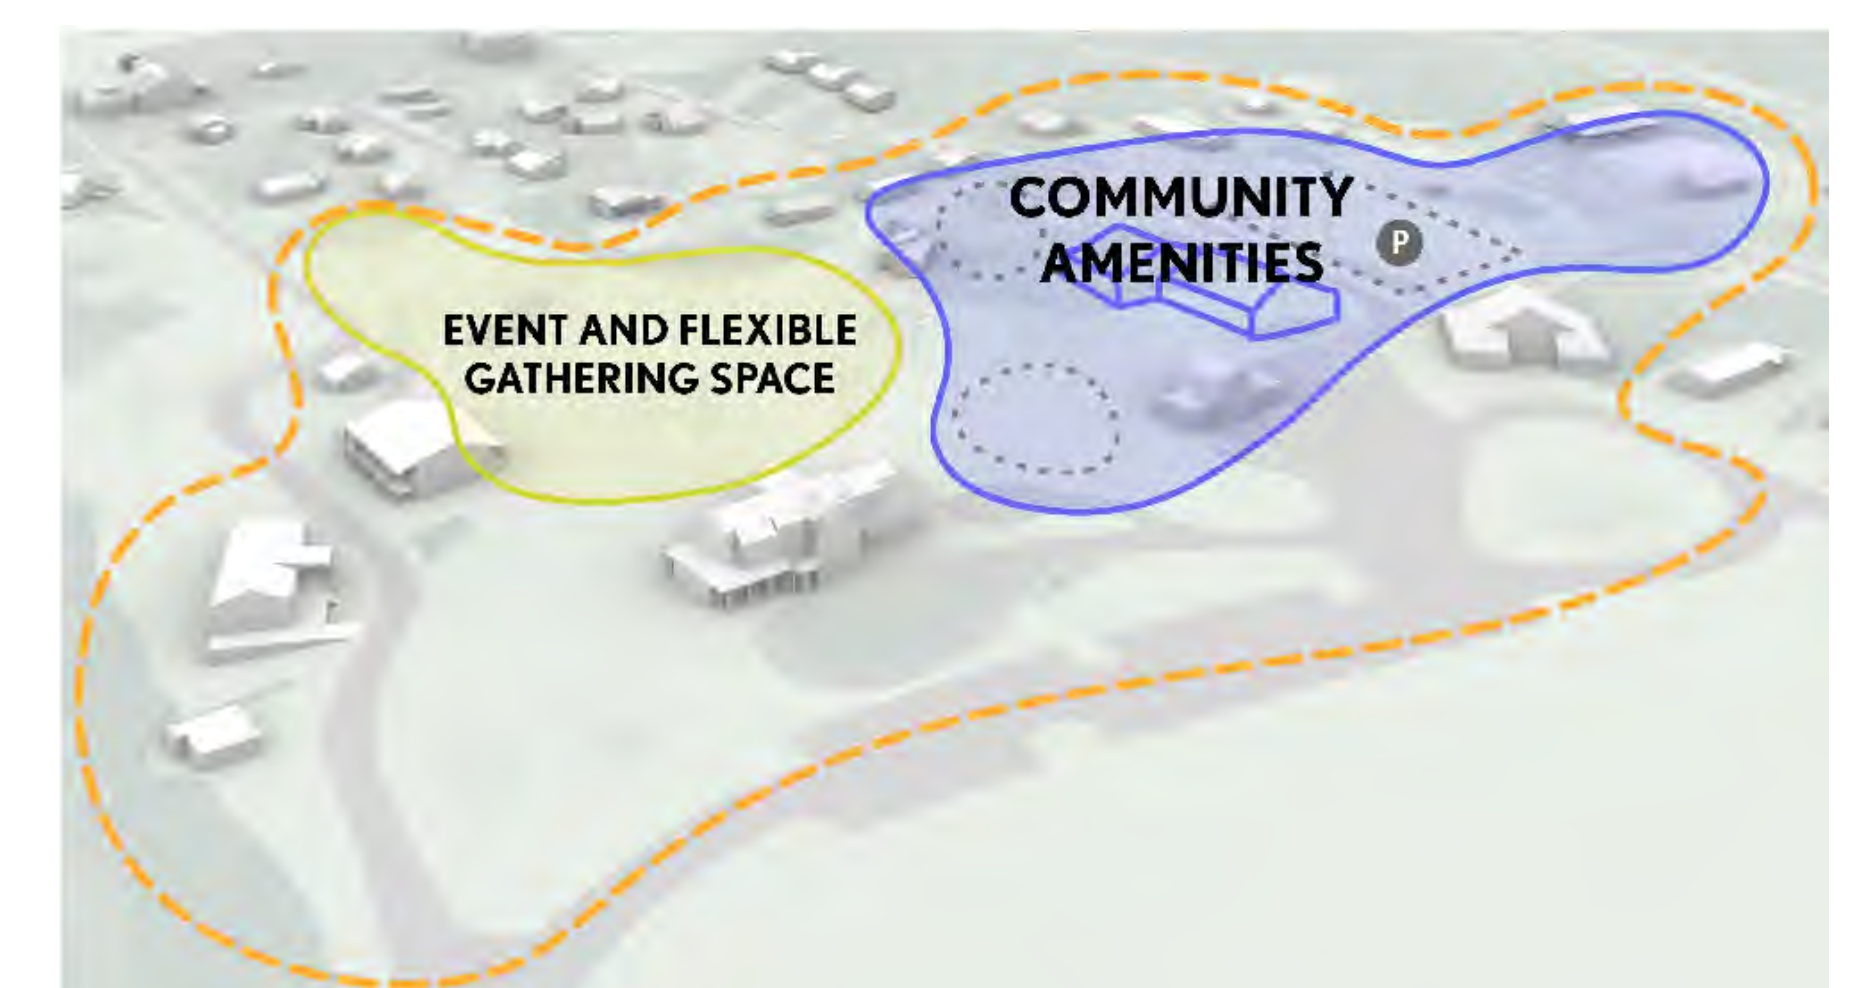 COMMUNITY
AMENITIES
P
EVENT AND FLEXIBLE
GATHERING SPACE